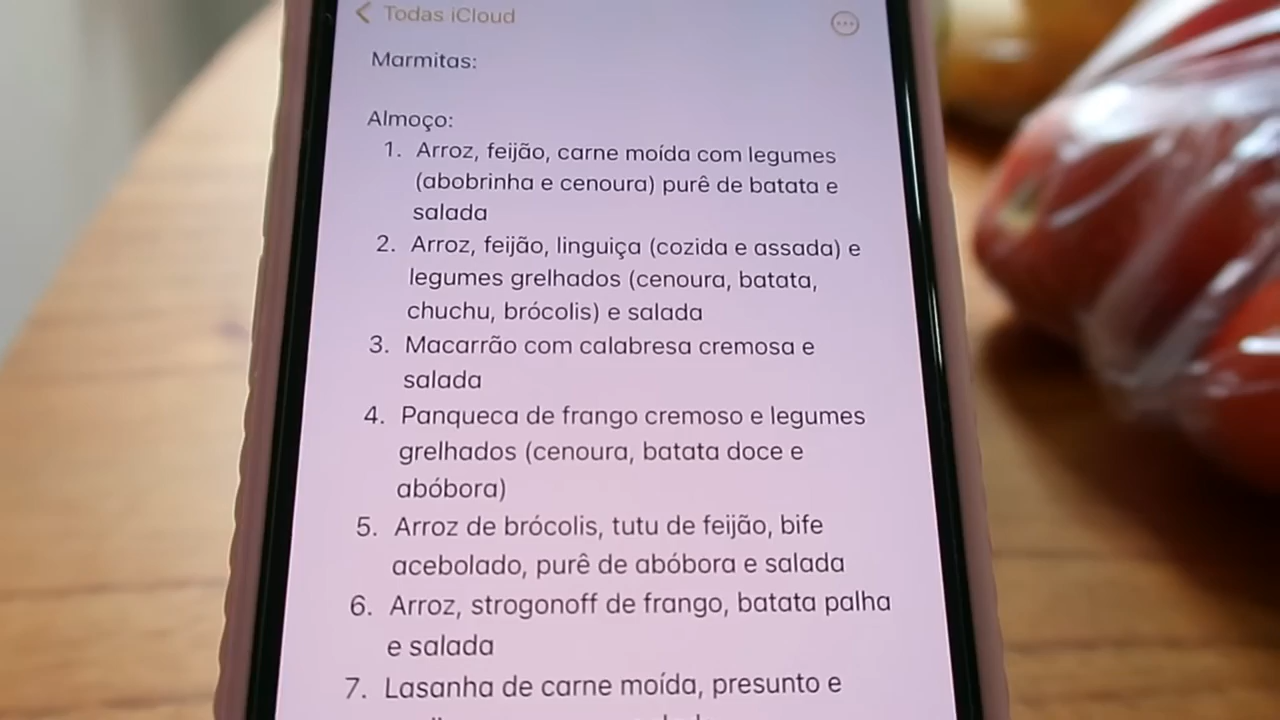 Todas iCloud
Marmitas:
Almoço:
1. Arroz, feijão, carne moída com legumes
(abobrinha e cenoura) purê de batata e
salada
2. Arroz, feijão, linguiça (cozida e assada) e
legumes grelhados (cenoura, batata,
chuchu, brócolis) e salada
3. Macarrão com calabresa cremosa e
salada
4. Panqueca de frango cremoso e legumes
grelhados (cenoura, batata doce e
abóbora)
5. Arroz de brócolis, tutu de feijão, bife
acebolado, purê de abóbora e salada
6. Arroz, strogonoff de frango, batata palha
e salada
7. Lasanha de carne moída, presunto e